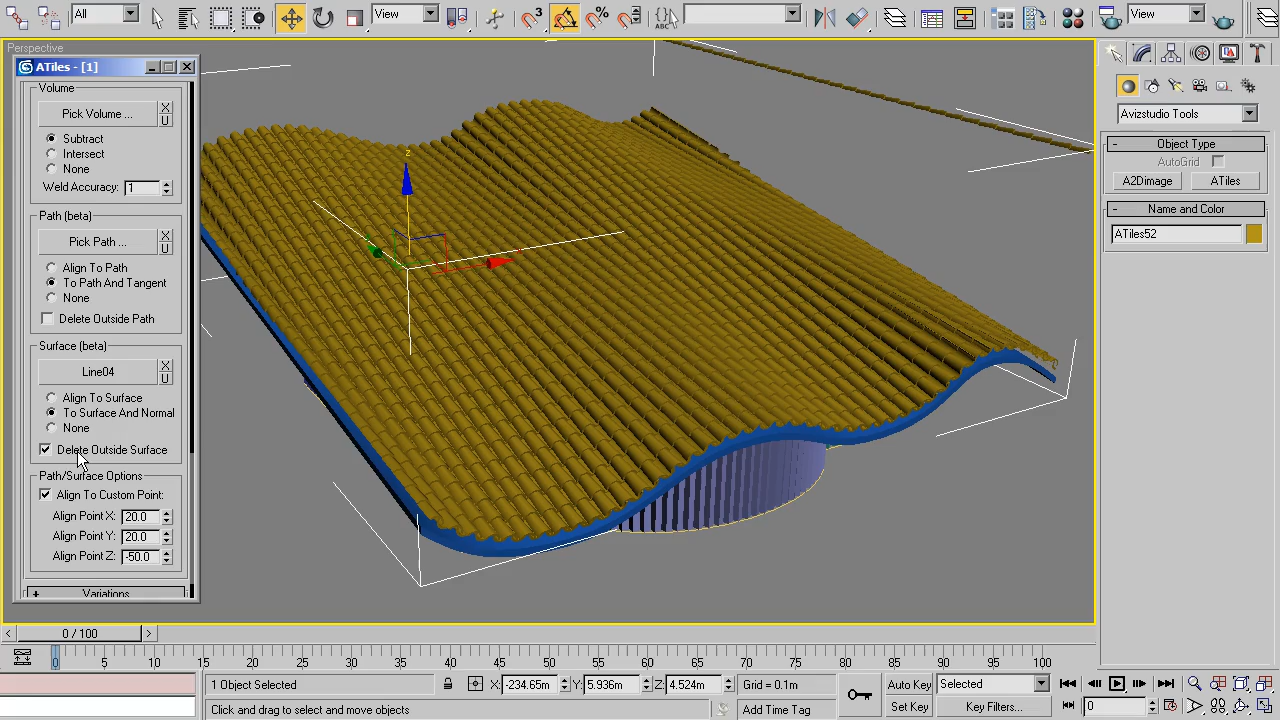 All
View
3
%
ABC
View
Perspective
ATiles - [1]
Volume
Pick Volume ...
X
U
Subtract
Intersect
None
Weld Accuracy: 1
Path (beta)
Pick Path ...
X
U
Align To Path
To Path And Tangent
None
Delete Outside Path
Surface (beta)
Line04
X
U
Align To Surface
To Surface And Normal
None
Delete Outside Surface
Path/Surface Options
Align To Custom Point:
Align Point X: 20.0
Align Point Y: 20.0
Align Point Z: -50.0
+ Variations
z
Avizstudio Tools
- Object Type
AutoGrid
A2Dimage ATiles
- Name and Color
ATiles52
< 0 / 100 >
0 5 10 15 20 25 30 35 40 45 50 55 60 65 70 75 80 85 90 95 100
1 Object Selected
X: -234.65m Y: 5.936m Z: 4.524m
Grid = 0.1m
Auto Key
Selected
Click and drag to select and move objects
Add Time Tag
Set Key
Key Filters...
0